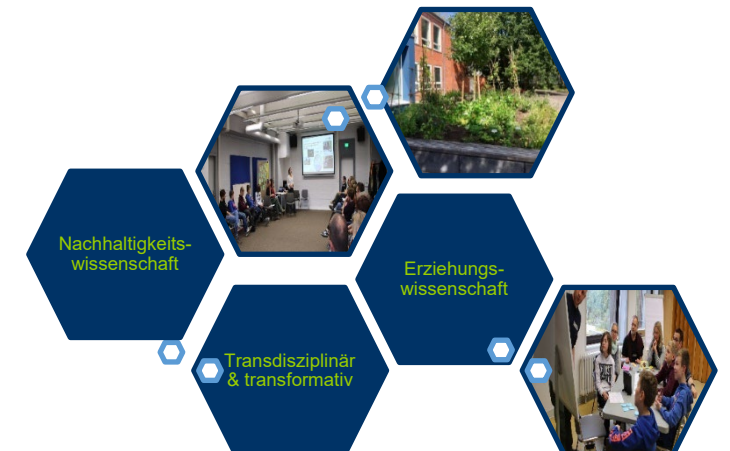 Nachhaltigkeits-
wissenschaft
Erziehungs-
wissenschaft
Transdisziplinär
& transformativ